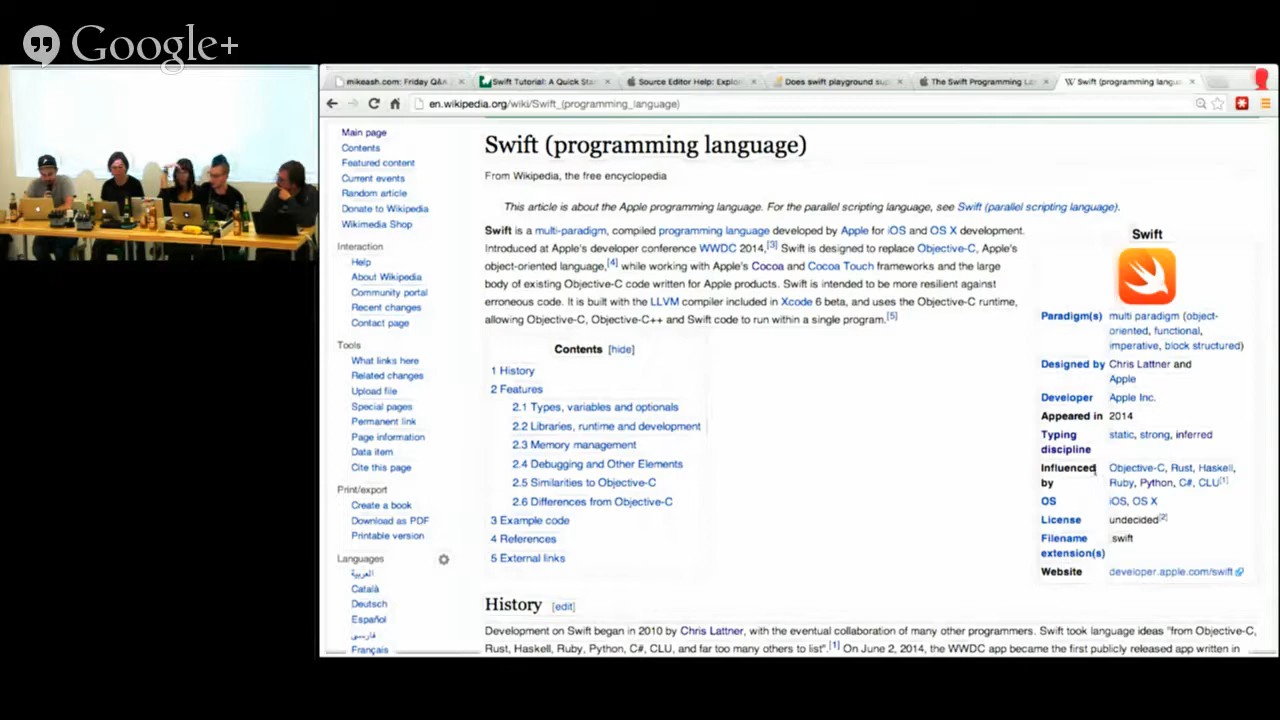 Google+
mikeash.com: Friday Q&A
Swift Tutorial: A Quick Sta
Source Editor Help: Explo
Does swift playground sup
The Swift Programming La
Swift (programming langu
en.wikipedia.org/wiki/Swift_(programming_language)
Main page
Contents
Featured content
Current events
Random article
Donate to Wikipedia
Wikimedia Shop
Interaction
Help
About Wikipedia
Community portal
Recent changes
Contact page
Tools
What links here
Related changes
Upload file
Special pages
Permanent link
Page information
Data item
Cite this page
Print/export
Create a book
Download as PDF
Printable version
Languages
العربية
Català
Deutsch
Español
فارسی
Français
Swift (programming language)
From Wikipedia, the free encyclopedia
This article is about the Apple programming language. For the parallel scripting language, see Swift (parallel scripting language).
Swift is a multi-paradigm, compiled programming language developed by Apple for iOS and OS X development.
Introduced at Apple's developer conference WWDC 2014,[3] Swift is designed to replace Objective-C, Apple's
object-oriented language,[4] while working with Apple's Cocoa and Cocoa Touch frameworks and the large
body of existing Objective-C code written for Apple products. Swift is intended to be more resilient against
erroneous code. It is built with the LLVM compiler included in Xcode 6 beta, and uses the Objective-C runtime,
allowing Objective-C, Objective-C++ and Swift code to run within a single program.[5]
Contents [hide]
1 History
2 Features
2.1 Types, variables and optionals
2.2 Libraries, runtime and development
2.3 Memory management
2.4 Debugging and Other Elements
2.5 Similarities to Objective-C
2.6 Differences from Objective-C
3 Example code
4 References
5 External links
Swift
Paradigm(s) multi paradigm (object-
oriented, functional,
imperative, block structured)
Designed by Chris Lattner and
Apple
Developer Apple Inc.
Appeared in 2014
Typing static, strong, inferred
discipline
Influenced Objective-C, Rust, Haskell,
by Ruby, Python, C#, CLU[1]
OS iOS, OS X
License undecided[2]
Filename .swift
extension(s)
Website developer.apple.com/swift
History [edit]
Development on Swift began in 2010 by Chris Lattner, with the eventual collaboration of many other programmers. Swift took language ideas "from Objective-C,
Rust, Haskell, Ruby, Python, C#, CLU, and far too many others to list".[1] On June 2, 2014, the WWDC app became the first publicly released app written in